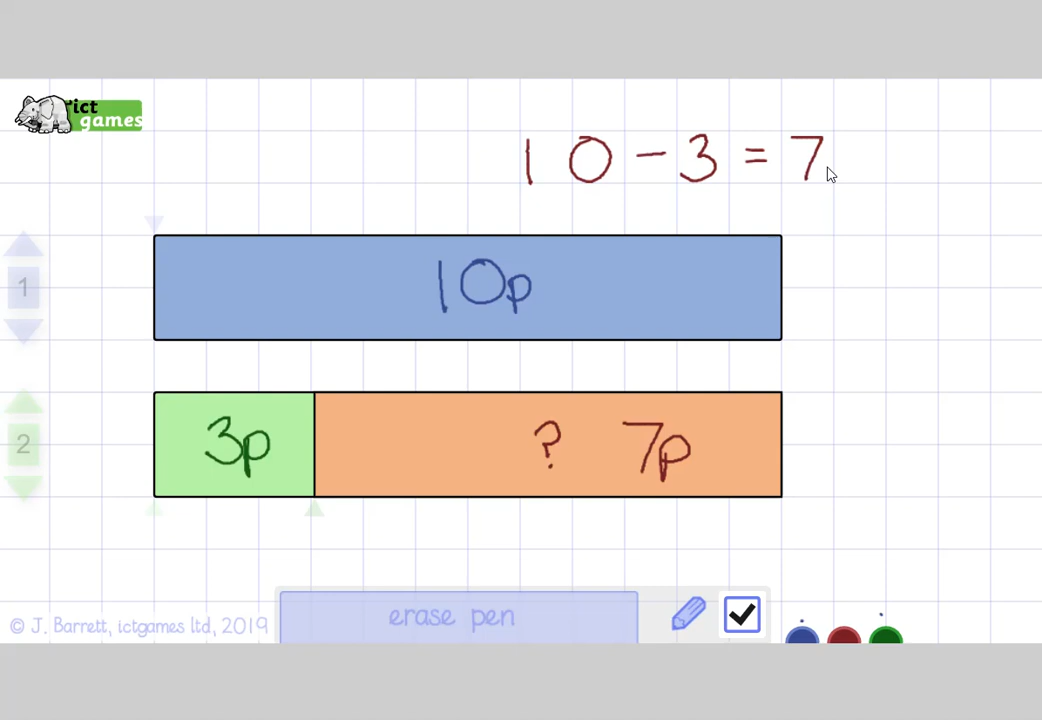 ict
games
10-3=7
1
10p
2
3p ? 7p
erase pen
© J. Barrett, ictgames ltd, 2019